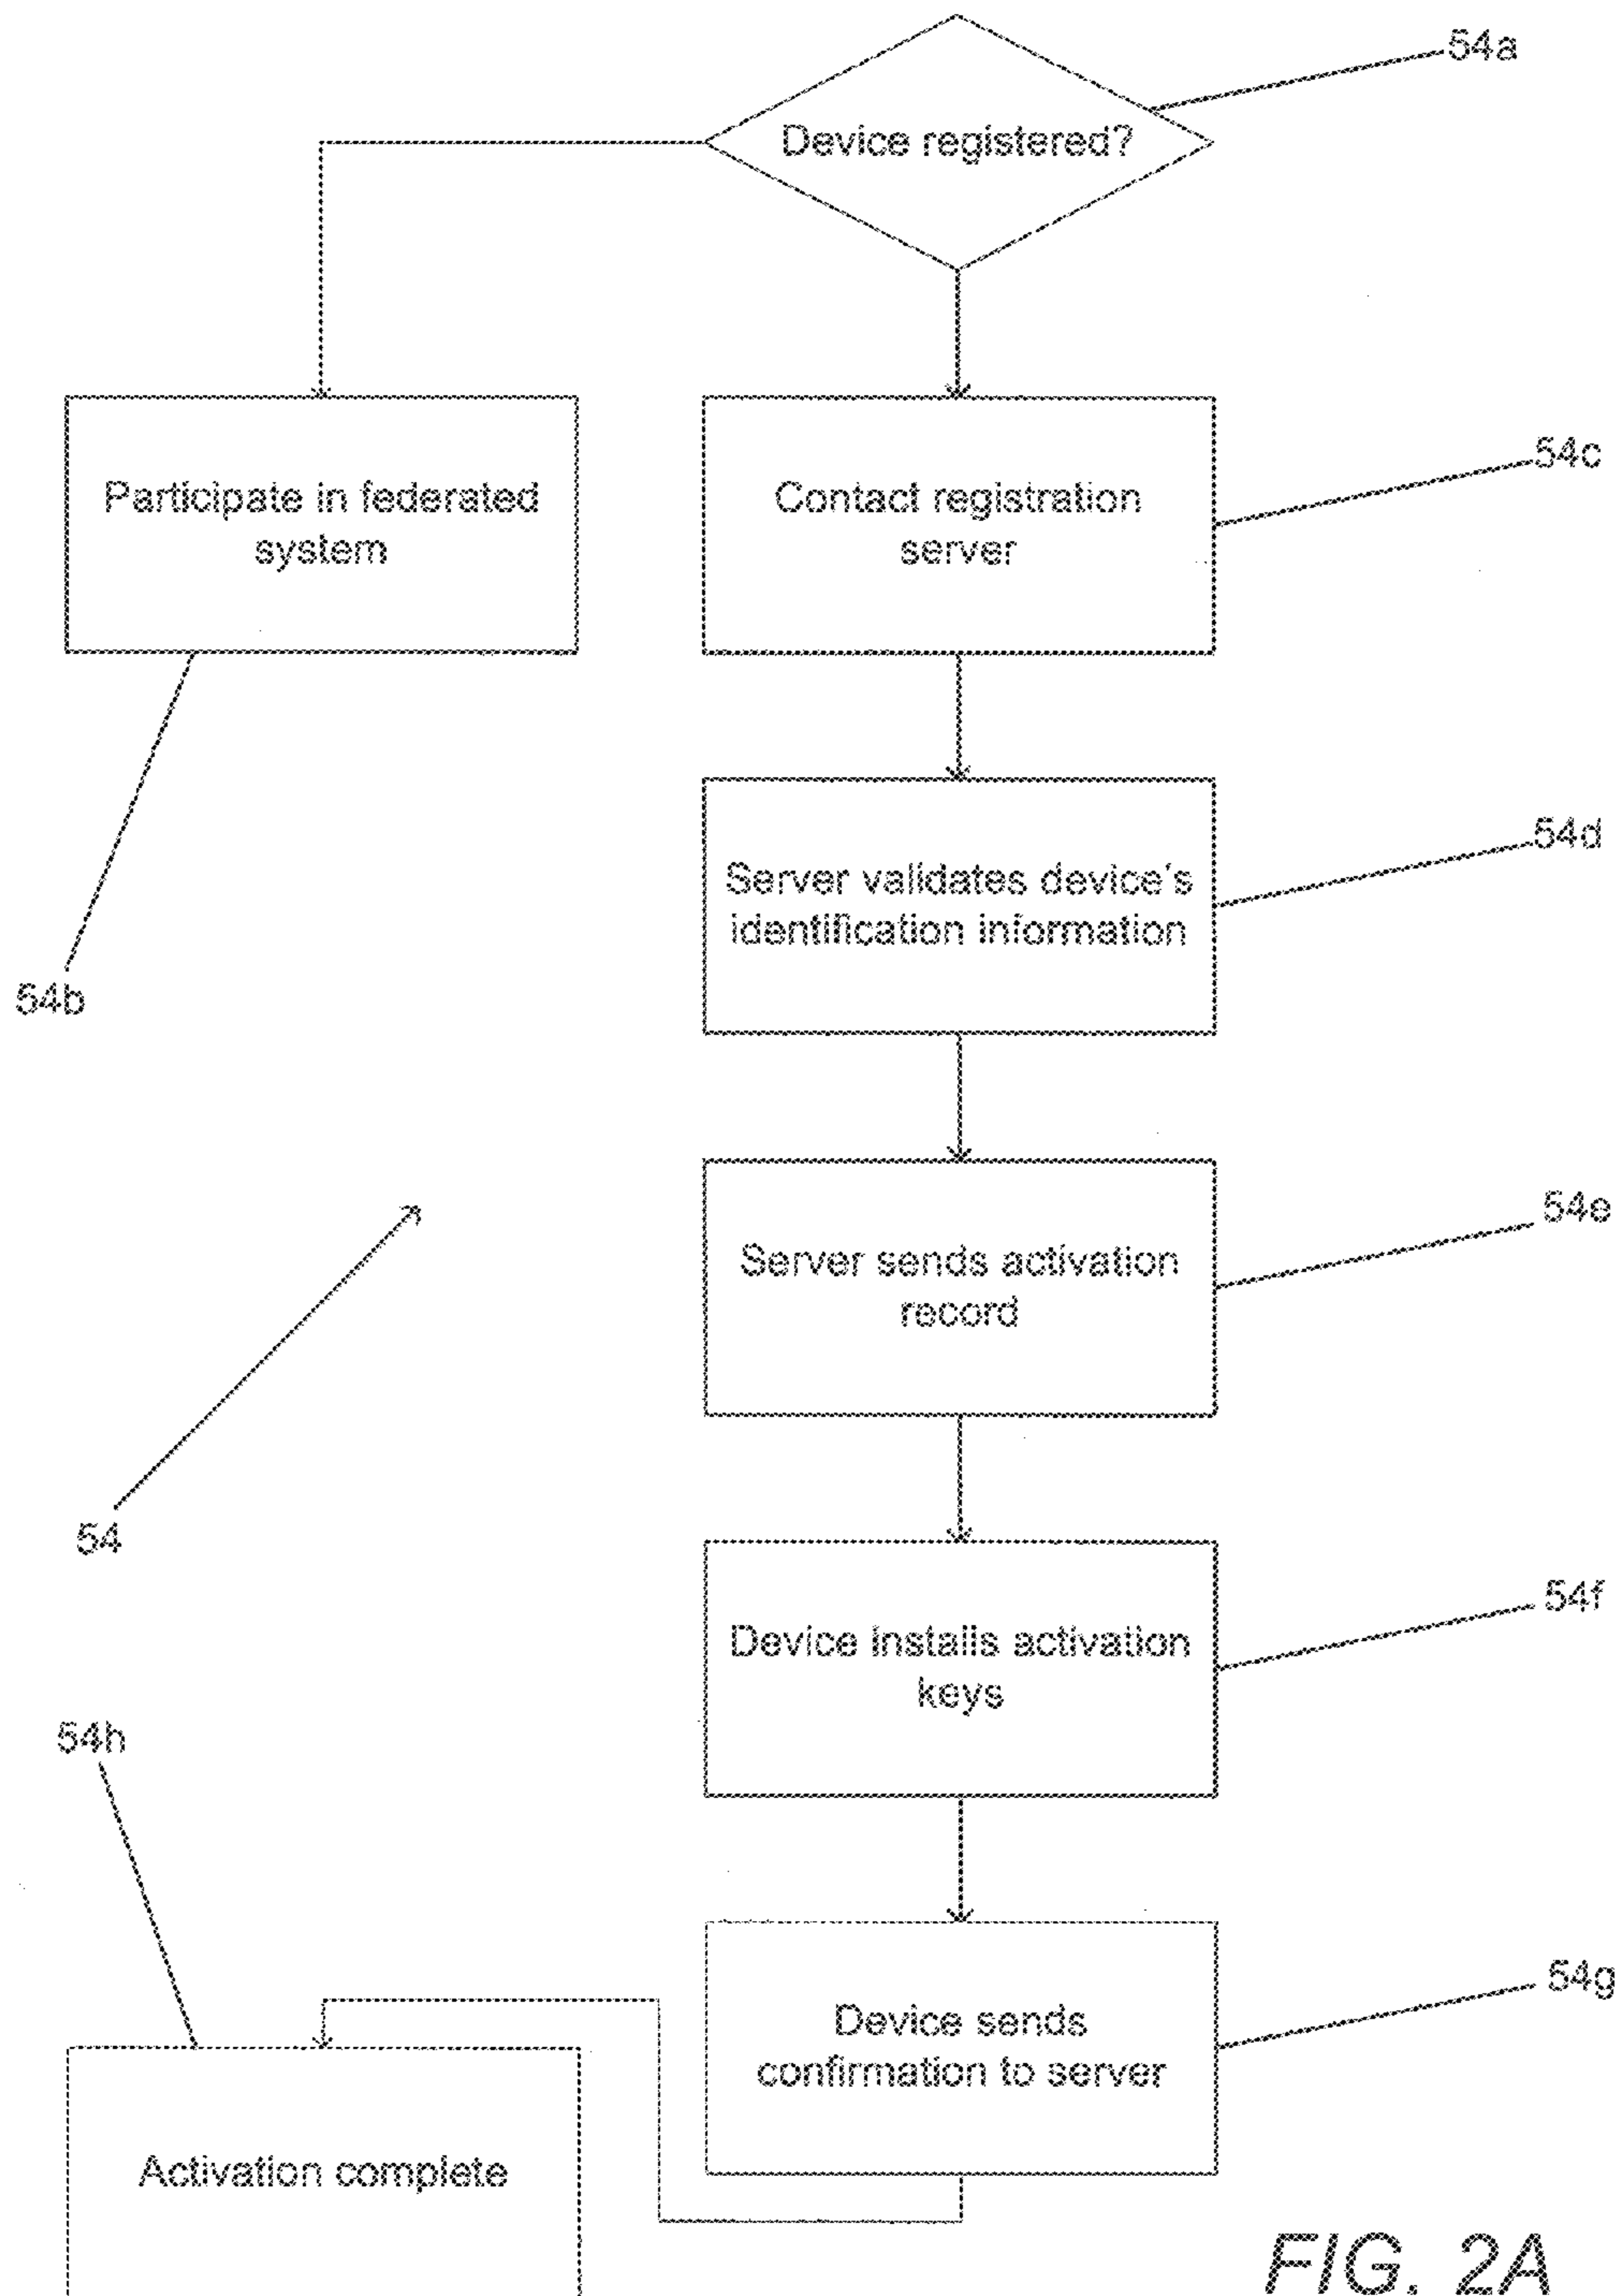 54a
Device registered?
Participate in federated
system
Contact registration
server
54c
Server validates device's
identification information
54d
54b
Server sends activation
record
54e
54
Device installs activation
keys
54f
54h
Device sends
confirmation to server
54g
Activation complete
FIG. 2A